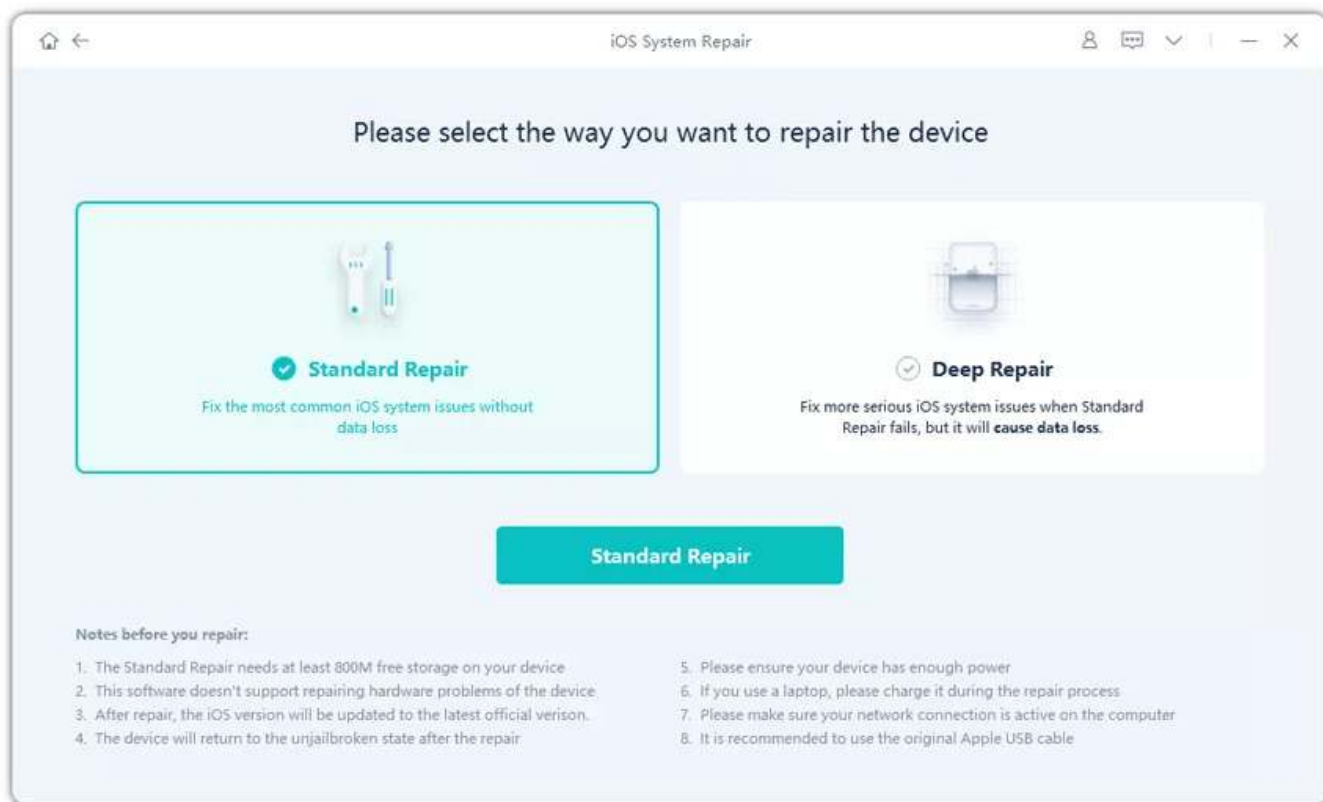 iOS System Repair
Please select the way you want to repair the device
Standard Repair
Fix the most common iOS system issues without
data loss
Deep Repair
Fix more serious iOS system issues when Standard
Repair fails, but it will cause data loss.
Standard Repair
Notes before you repair:
1. The Standard Repair needs at least 800M free storage on your device
2. This software doesn't support repairing hardware problems of the device
3. After repair, the iOS version will be updated to the latest official verison.
4. The device will return to the unjailbroken state after the repair
5. Please ensure your device has enough power
6. If you use a laptop, please charge it during the repair process
7. Please make sure your network connection is active on the computer
8. It is recommended to use the original Apple USB cable